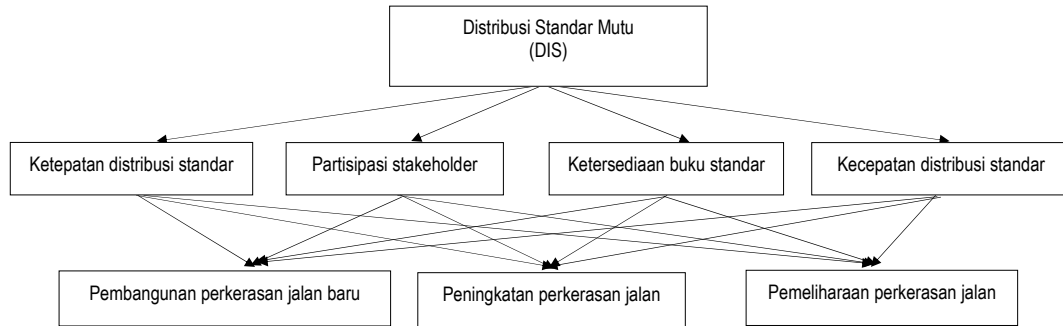 Distribusi Standar Mutu
(DIS)
Ketepatan distribusi standar
Partisipasi stakeholder
Ketersediaan buku standar
Kecepatan distribusi standar
Pembangunan perkerasan jalan baru
Peningkatan perkerasan jalan
Pemeliharaan perkerasan jalan